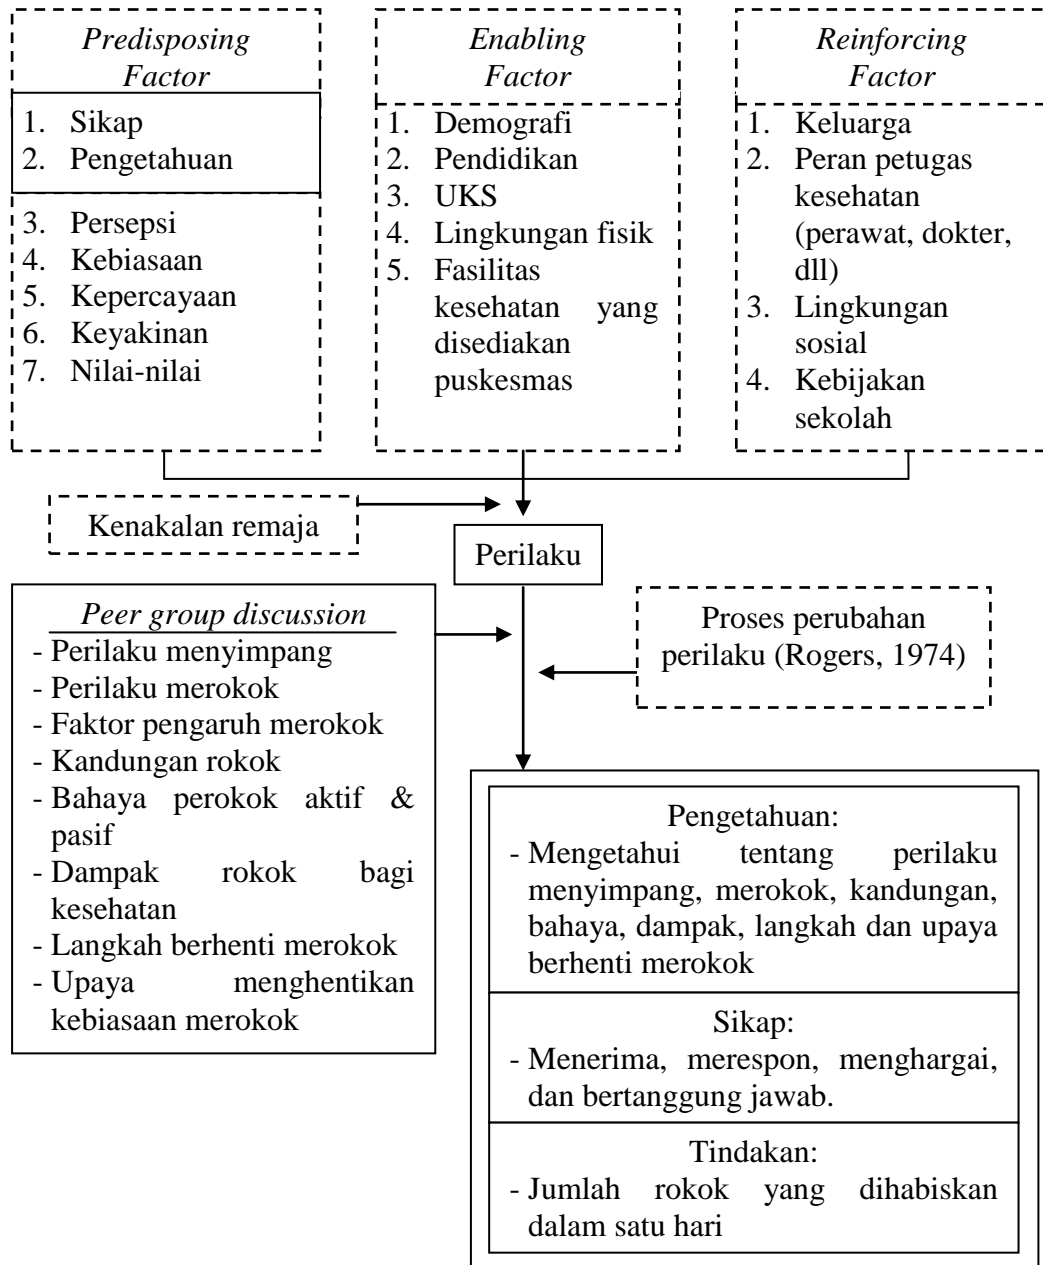 Predisposing
Factor
1. Sikap
2. Pengetahuan
3. Persepsi
4. Kebiasaan
5. Kepercayaan
6. Keyakinan
7. Nilai-nilai
Enabling
Factor
1. Demografi
2. Pendidikan
3. UKS
4. Lingkungan fisik
5. Fasilitas
kesehatan yang
disediakan
puskesmas
Reinforcing
Factor
1. Keluarga
2. Peran petugas
kesehatan
(perawat, dokter,
dll)
3. Lingkungan
sosial
4. Kebijakan
sekolah
Kenakalan remaja
Perilaku
Peer group discussion
- Perilaku menyimpang
- Perilaku merokok
- Faktor pengaruh merokok
- Kandungan rokok
- Bahaya perokok aktif &
pasif
- Dampak rokok bagi
kesehatan
- Langkah berhenti merokok
- Upaya menghentikan
kebiasaan merokok
Proses perubahan
perilaku (Rogers, 1974)
Pengetahuan:
- Mengetahui tentang perilaku
menyimpang, merokok, kandungan,
bahaya, dampak, langkah dan upaya
berhenti merokok
Sikap:
- Menerima, merespon, menghargai,
dan bertanggung jawab.
Tindakan:
- Jumlah rokok yang dihabiskan
dalam satu hari